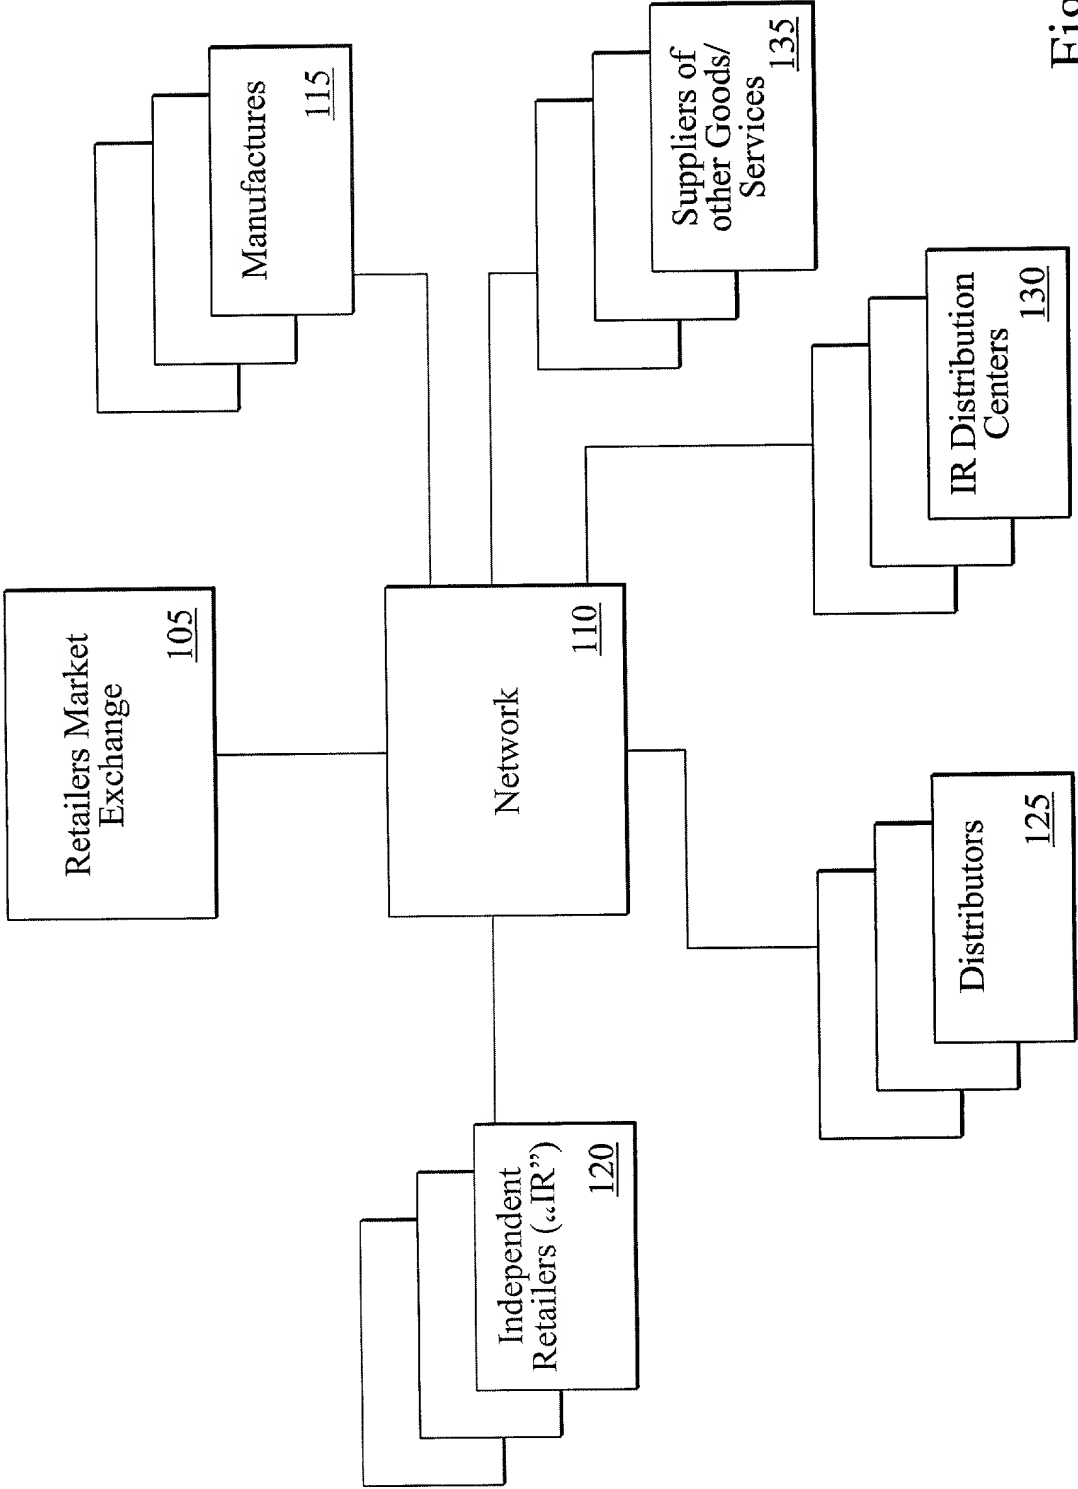 Retailers Market
Exchange
105
Manufactures
115
Network
110
Independent
Retailers („IR”)
120
Suppliers of
other Goods/
Services
135
IR Distribution
Centers
130
Distributors
125
Fig